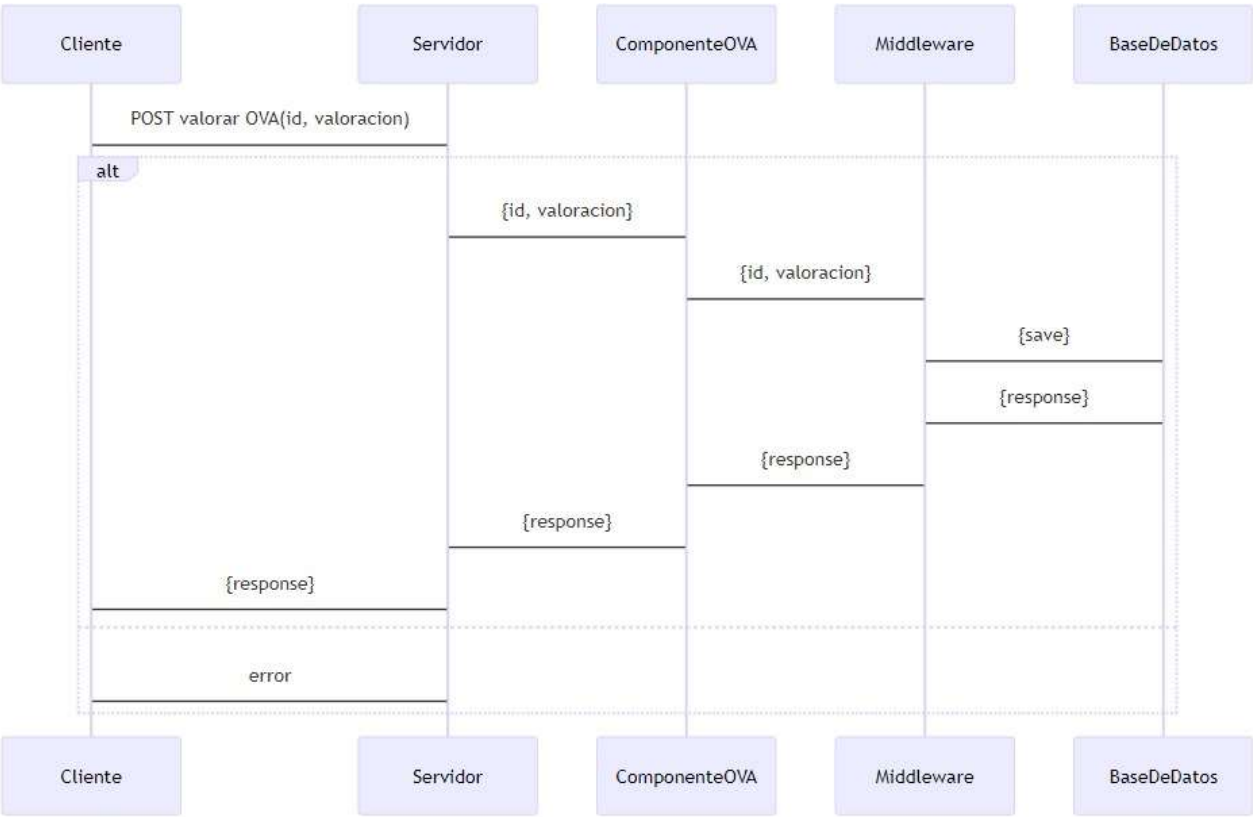 Cliente
Servidor
ComponenteOVA
Middleware
BaseDeDatos
POST valorar OVA(id, valoracion)
alt
{id, valoracion}
{id, valoracion}
{save}
{response}
{response}
{response}
{response}
error
Cliente
Servidor
ComponenteOVA
Middleware
BaseDeDatos